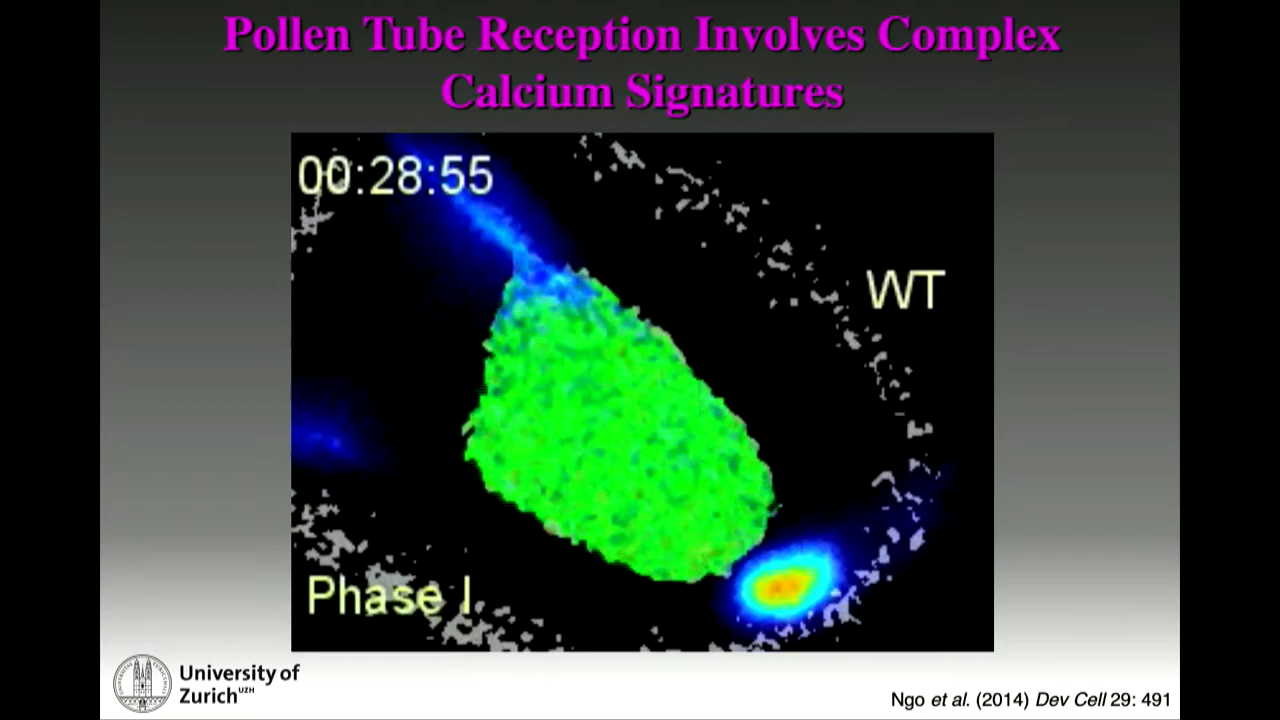 Pollen Tube Reception Involves Complex
Calcium Signatures
00:28:55
WT
Phase I
University of
Zurich UZH
Ngo et al. (2014) Dev Cell 29: 491